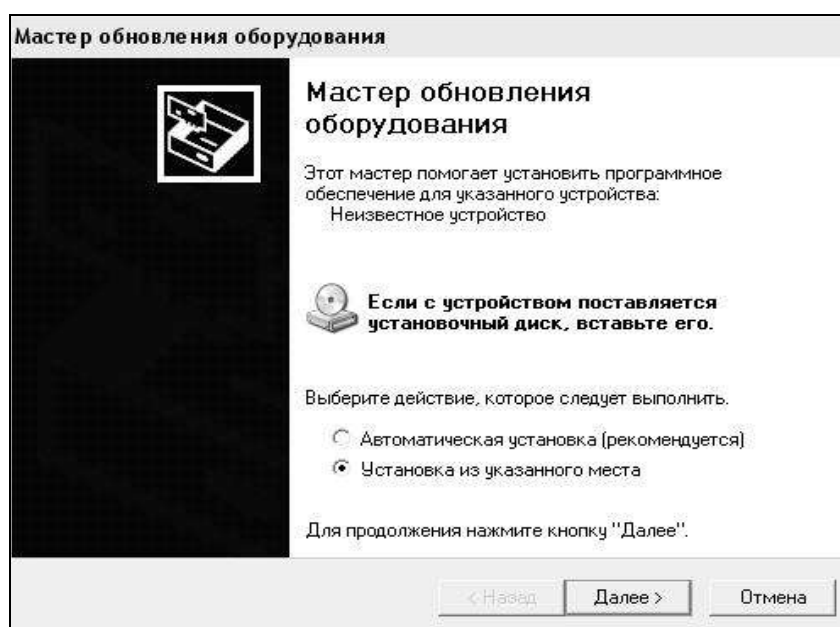 Мастер обновления оборудования
Мастер обновления
оборудования
Этот мастер помогает установить программное
обеспечение для указанного устройства:
Неизвестное устройство
Если с устройством поставляется
установочный диск, вставьте его.
Выберите действие, которое следует выполнить.
Автоматическая установка (рекомендуется)
Установка из указанного места
Для продолжения нажмите кнопку "Далее".
< Назад
Далее >
Отмена